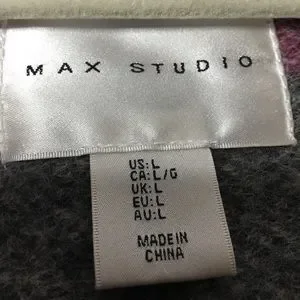 MAX STUDIO
US:L
CA:L/G
UK:L
EU:L
AU:L
MADE IN
CHINA